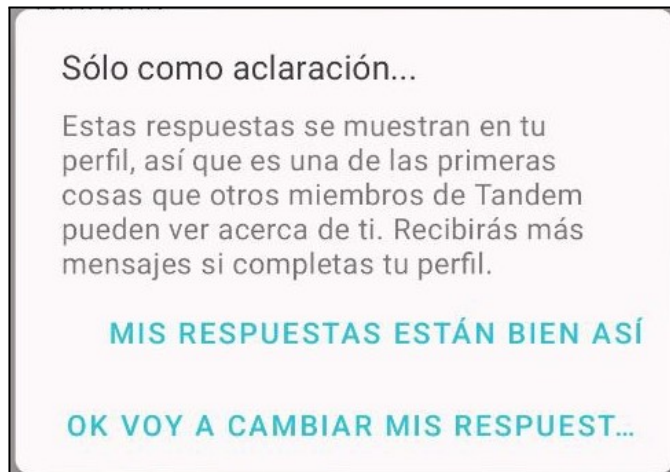 Sólo como aclaración...
Estas respuestas se muestran en tu
perfil, así que es una de las primeras
cosas que otros miembros de Tandem
pueden ver acerca de ti. Recibirás más
mensajes si completas tu perfil.
MIS RESPUESTAS ESTÁN BIEN ASÍ
OK VOY A CAMBIAR MIS RESPUEST...